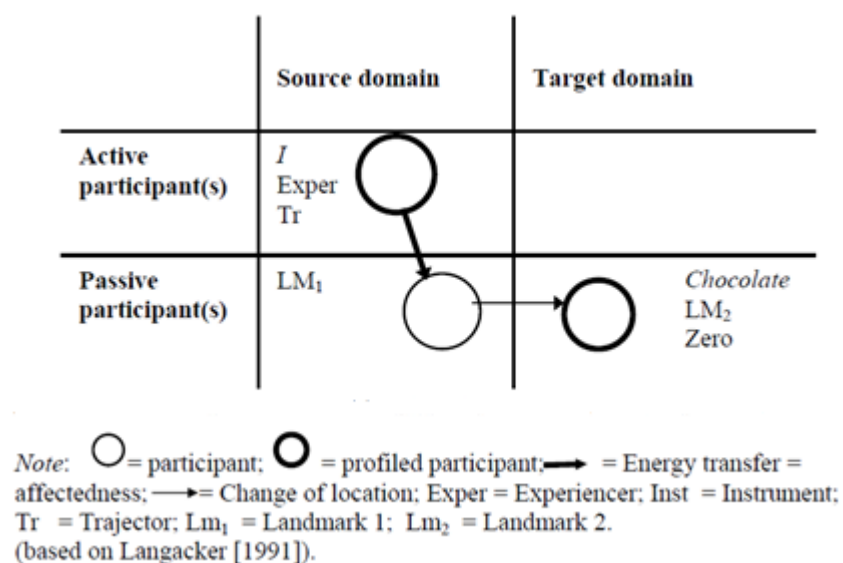 Source domain Target domain
Active I
participant(s) Exper
Tr
Passive LM₁ Chocolate
participant(s) LM₂
Zero
Note: = participant; = profiled participant; = Energy transfer =
affectedness; = Change of location; Exper = Experiencer; Inst = Instrument;
Tr = Trajector; Lm₁ = Landmark 1; Lm₂ = Landmark 2.
(based on Langacker [1991]).